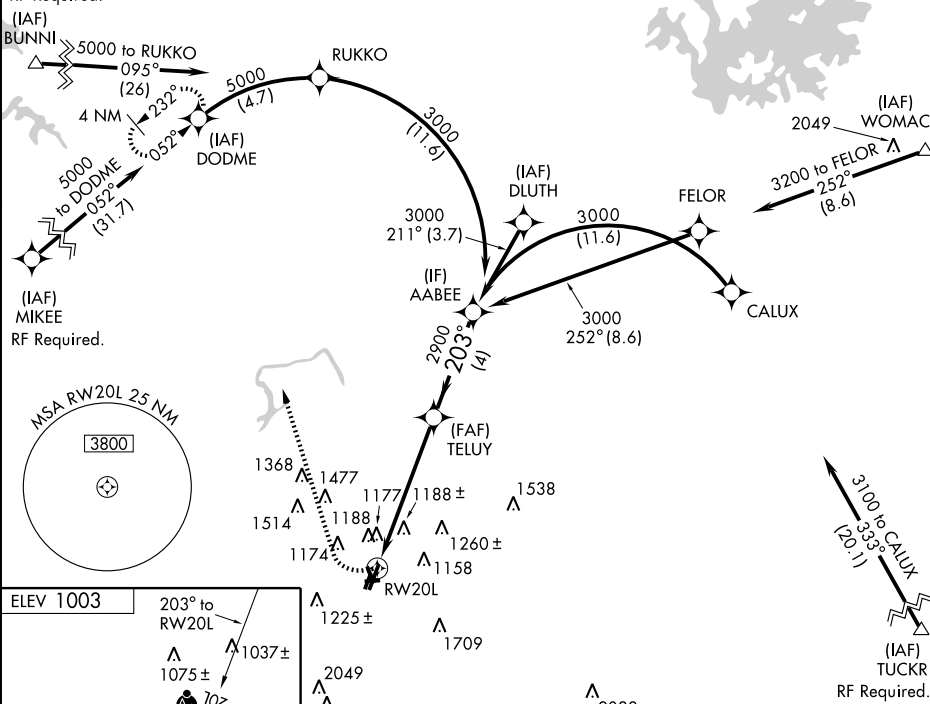 (IAF)
BUNNI
5000 to RUKKO
095°
(26)
RUKKO
5000
(4.7)
4 NM
232°
052°
(IAF)
DODME
5000
to DODME
052°
(31.7)
(IAF)
MIKEE
RF Required.
3000
(11.6)
(IAF)
DLUTH
3000
211° (3.7)
3000
(11.6)
FELOR
(IAF)
WOMAC
2049
3200 to FELOR
252°
(8.6)
(IF)
AABEE
3000
252° (8.6)
CALUX
2900
203°
(4)
(FAF)
TELUY
MSA RW20L 25 NM
3800
1368
1477
1177
1188 ±
1538
1514
1188
1174
1260 ±
1158
RW20L
1225 ±
1709
2049
3100 to CALUX
333°
(20.1)
(IAF)
TUCKR
RF Required.
ELEV 1003
203° to
RW20L
1037±
1075±